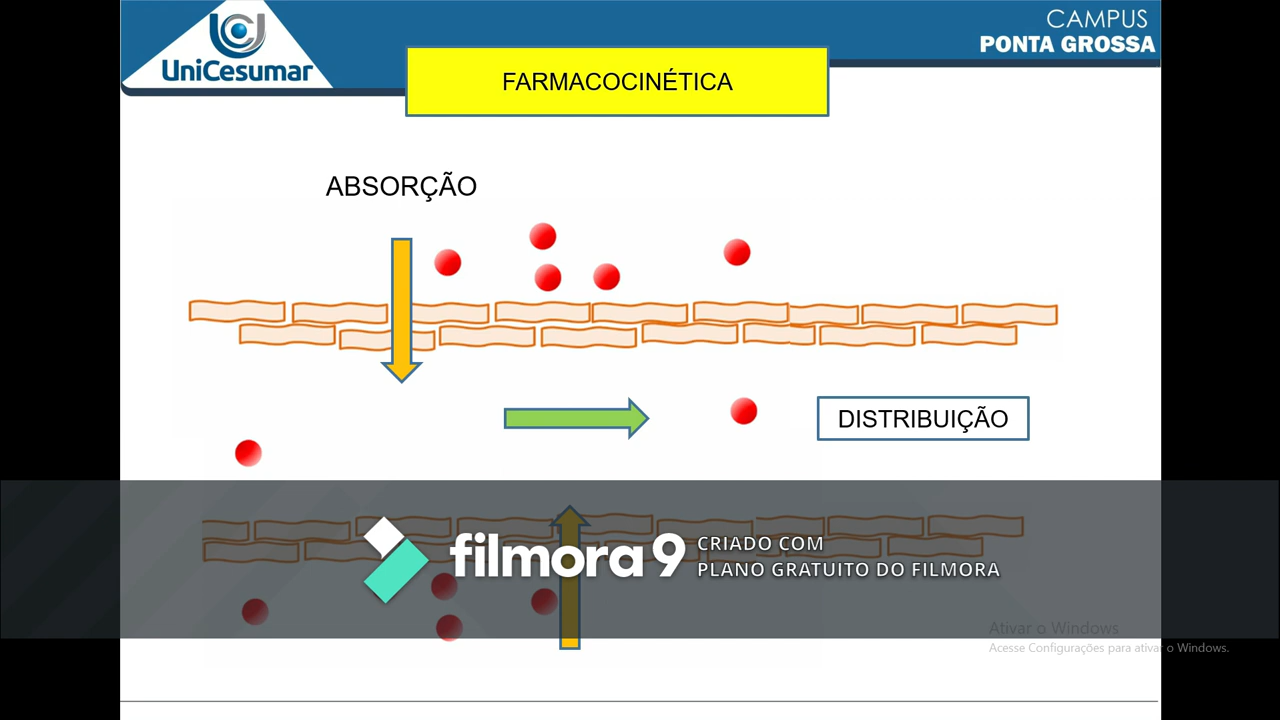 UniCesumar
CAMPUS
PONTA GROSSA
FARMACOCINÉTICA
ABSORÇÃO
DISTRIBUIÇÃO
filmora 9
CRIADO COM
PLANO GRATUITO DO FILMORA
Ativar o Windows
Acesse Configurações para ativar o Windows.